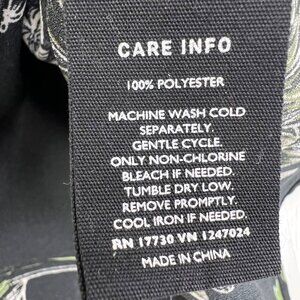 CARE INFO
100% POLYESTER
MACHINE WASH COLD
SEPARATELY.
GENTLE CYCLE.
ONLY NON-CHLORINE
BLEACH IF NEEDED.
TUMBLE DRY LOW.
REMOVE PROMPTLY.
COOL IRON IF NEEDED.
RN 17730 VN 1247024
MADE IN CHINA